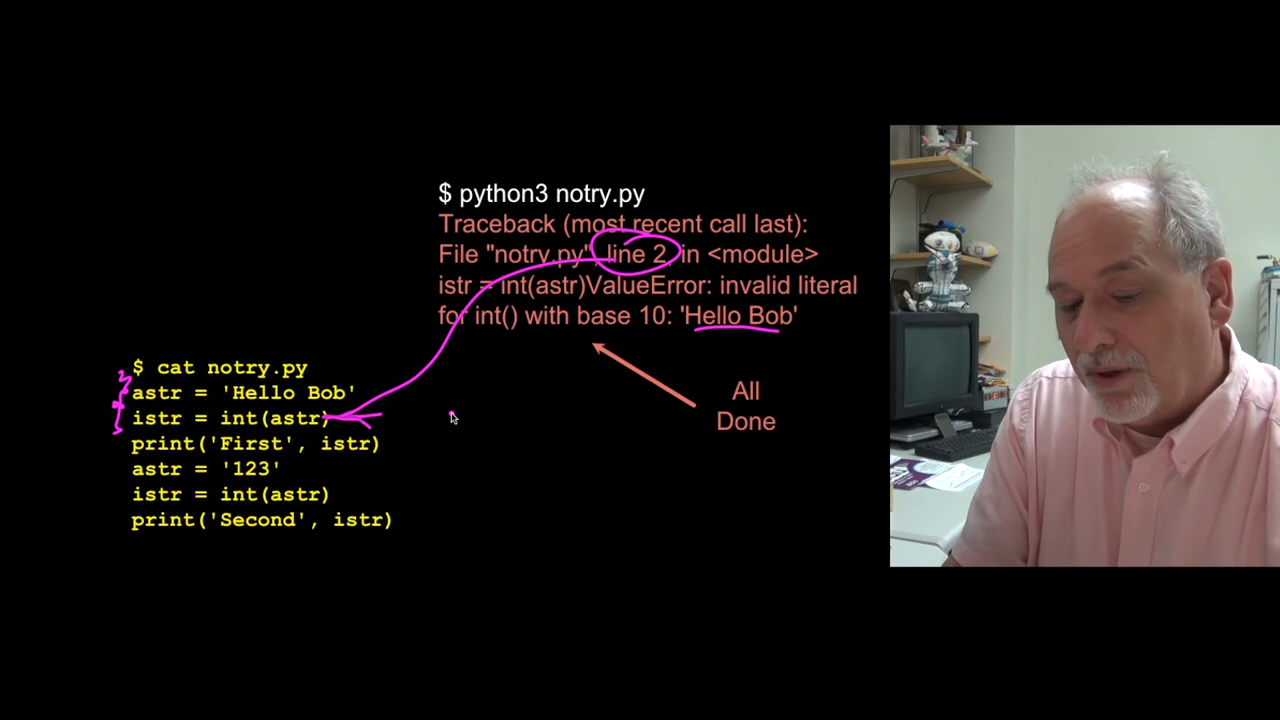 $ python3 notry.py
Traceback (most recent call last):
File "notry.py", line 2, in <module>
istr = int(astr)ValueError: invalid literal
for int() with base 10: 'Hello Bob'
$ cat notry.py
astr = 'Hello Bob'
istr = int(astr)
print('First', istr)
astr = '123'
istr = int(astr)
print('Second', istr)
All
Done